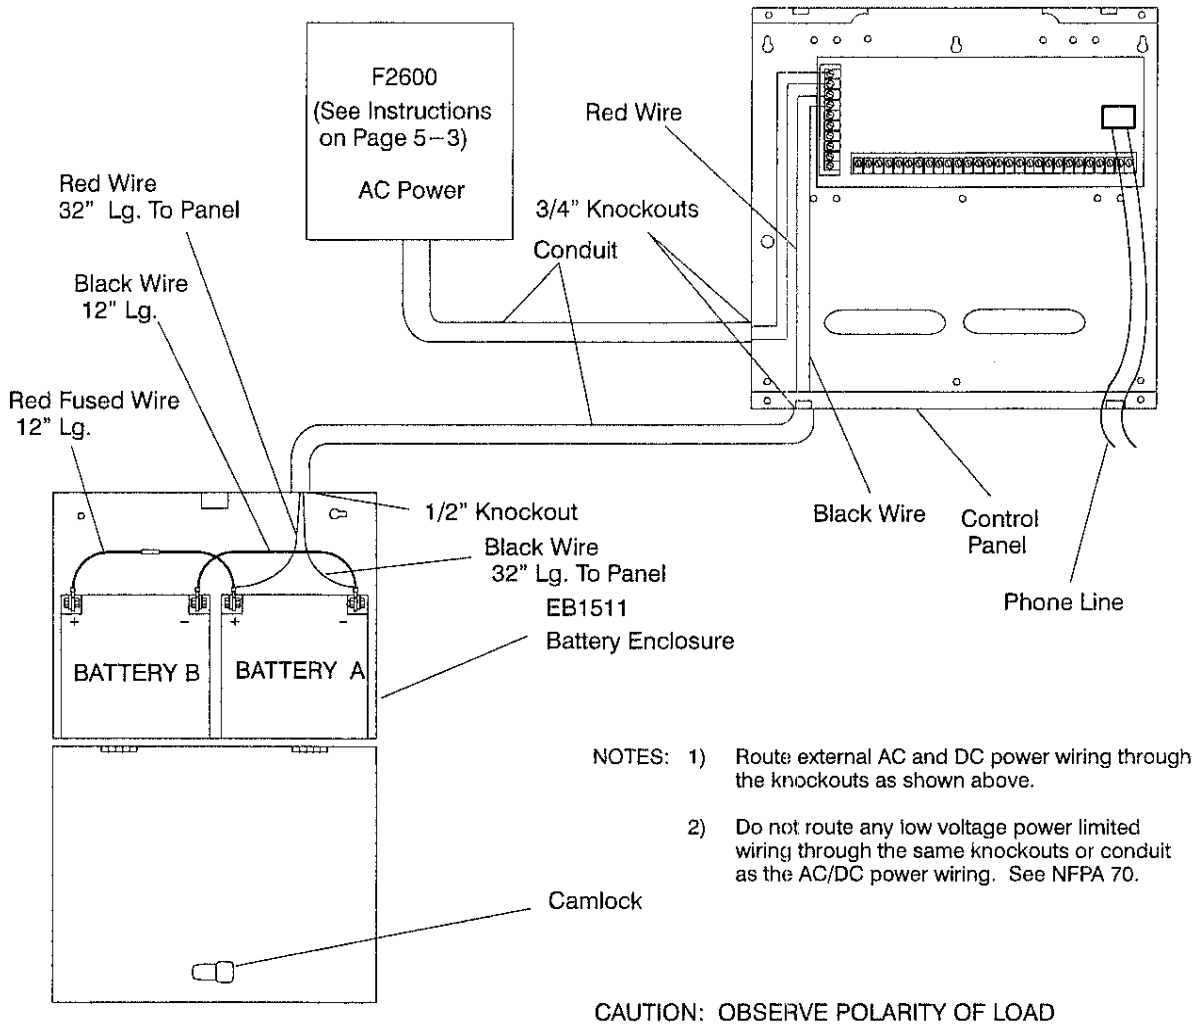 F2600
(See Instructions
on Page 5–3)
AC Power
Red Wire
Red Wire
32" Lg. To Panel
3/4" Knockouts
Conduit
Black Wire
12" Lg.
Red Fused Wire
12" Lg.
1/2" Knockout
Black Wire
32" Lg. To Panel
EB1511
Battery Enclosure
Black Wire
Control
Panel
Phone Line
+
–
+
–
BATTERY B
BATTERY A
NOTES: 1) Route external AC and DC power wiring through
the knockouts as shown above.
2) Do not route any low voltage power limited
wiring through the same knockouts or conduit
as the AC/DC power wiring. See NFPA 70.
Camlock
CAUTION: OBSERVE POLARITY OF LOAD